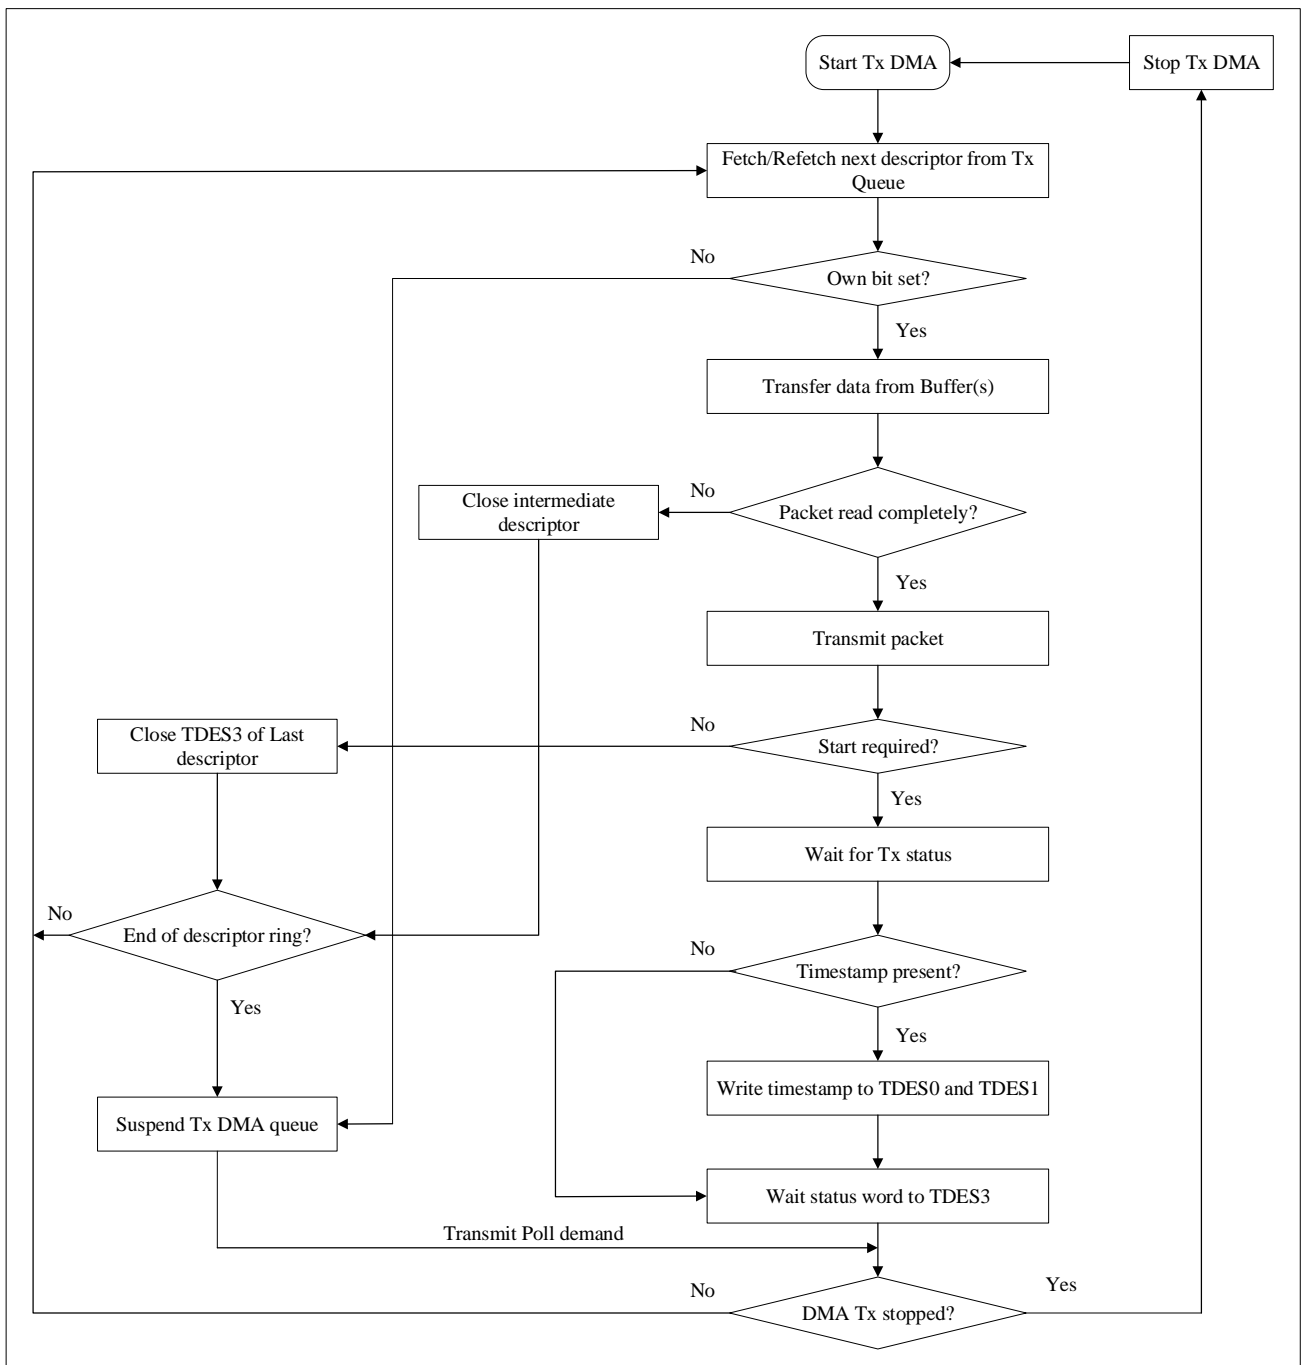 Start Tx DMA
Stop Tx DMA
Fetch/Refetch next descriptor from Tx
Queue
No
Own bit set?
Yes
Transfer data from Buffer(s)
Close intermediate
descriptor
No
Packet read completely?
Yes
Transmit packet
Close TDES3 of Last
descriptor
No
Start required?
Yes
Wait for Tx status
No
End of descriptor ring?
Yes
No
Timestamp present?
Yes
Write timestamp to TDES0 and TDES1
Suspend Tx DMA queue
Wait status word to TDES3
Transmit Poll demand
No
DMA Tx stopped?
Yes